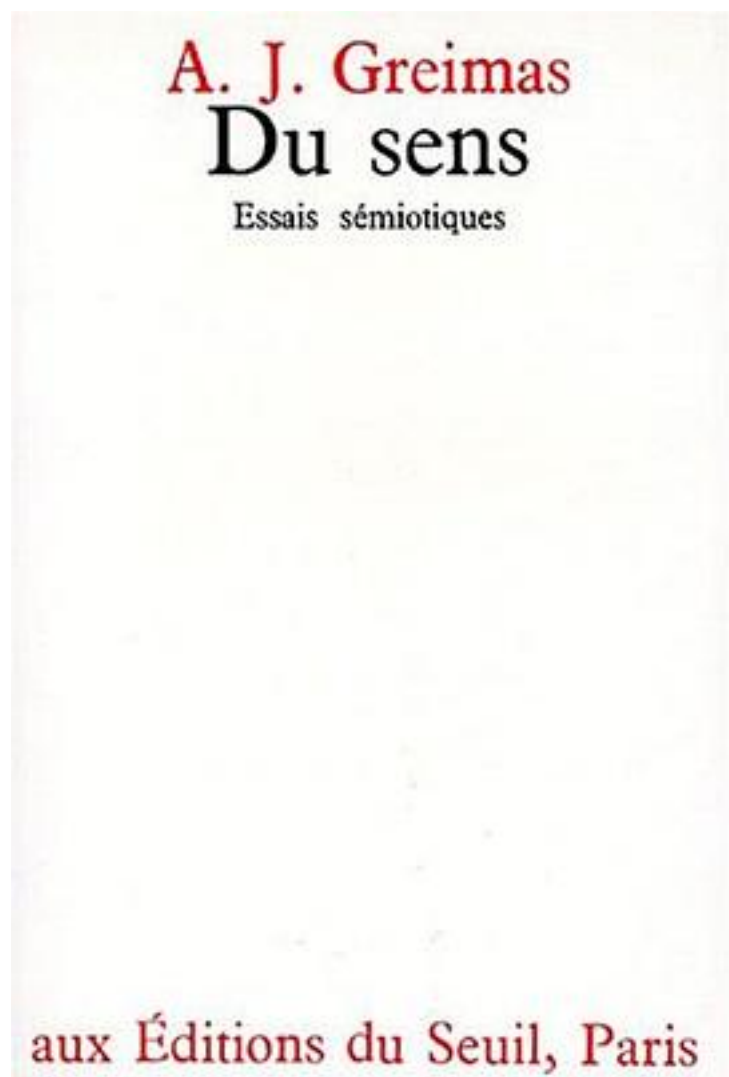 A. J. Greimas
Du sens
Essais sémiotiques
aux Éditions du Seuil, Paris